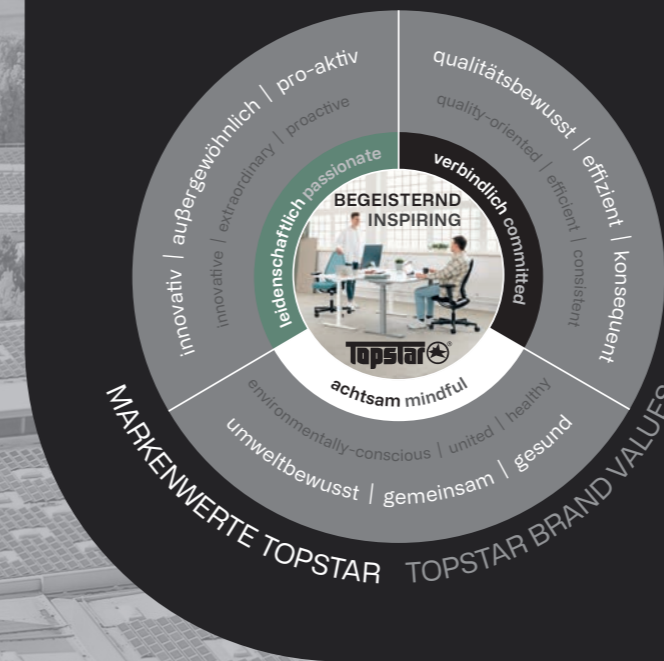 innovativ | außergewöhnlich | pro-aktiv
innovative | extraordinary | proactive
leidenschaftlich passionate
qualitätsbewusst | effizient | konsequent
quality-oriented | efficient | consistent
verbindlich committed
BEGEISTERND
INSPIRING
Topstar
achtsam mindful
environmentally-conscious | united | healthy
umweltbewusst | gemeinsam | gesund
MARKENWERTE TOPSTAR TOPSTAR BRAND VALUES